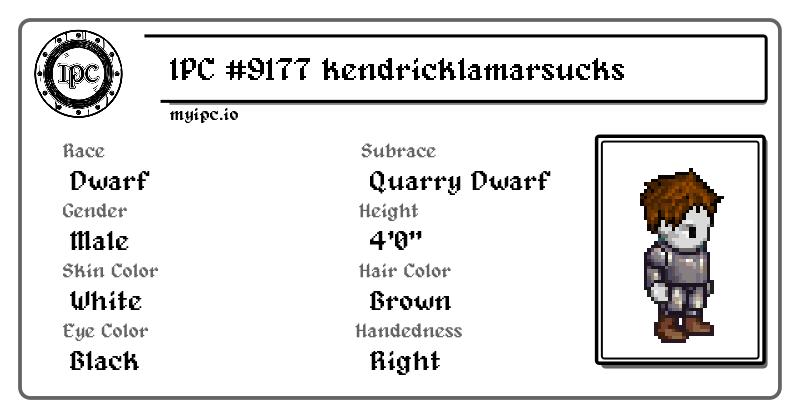 IPC
IPC #9177 kendricklamarsucks
myipc.io
Race
Dwarf
Subrace
Quarry Dwarf
Gender
Male
Height
4'0"
Skin Color
White
Hair Color
Brown
Eye Color
Black
Handedness
Right